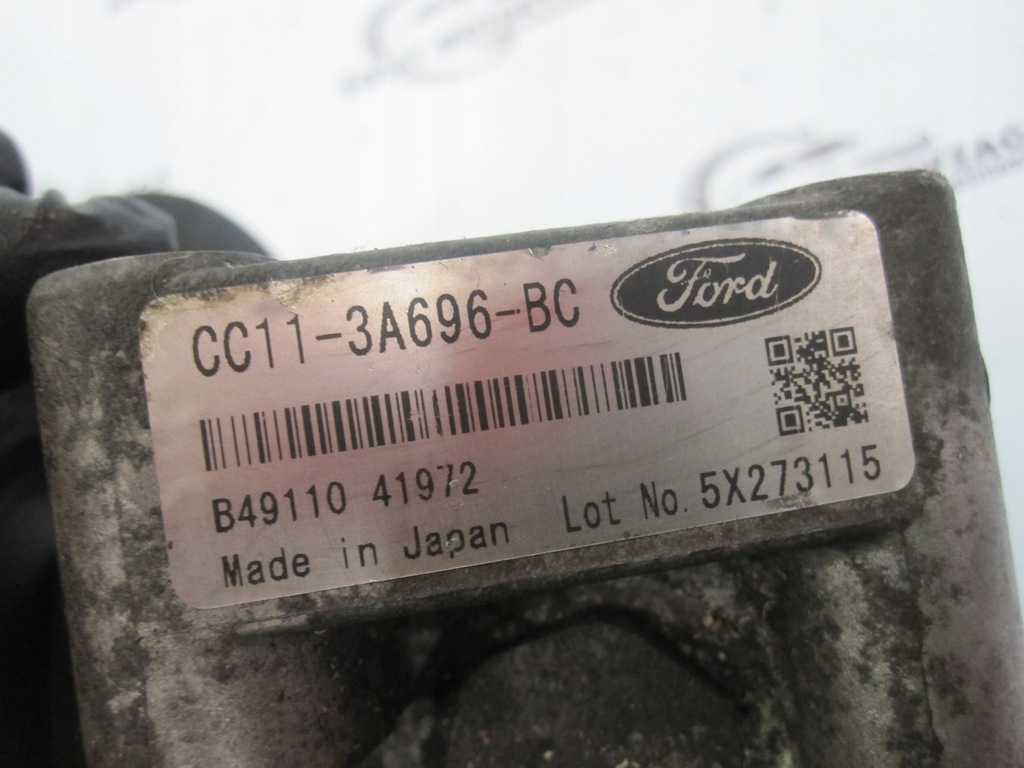 CC11-3A696-BC
Ford
B49110 41972
Lot No. 5X273115
Made in Japan